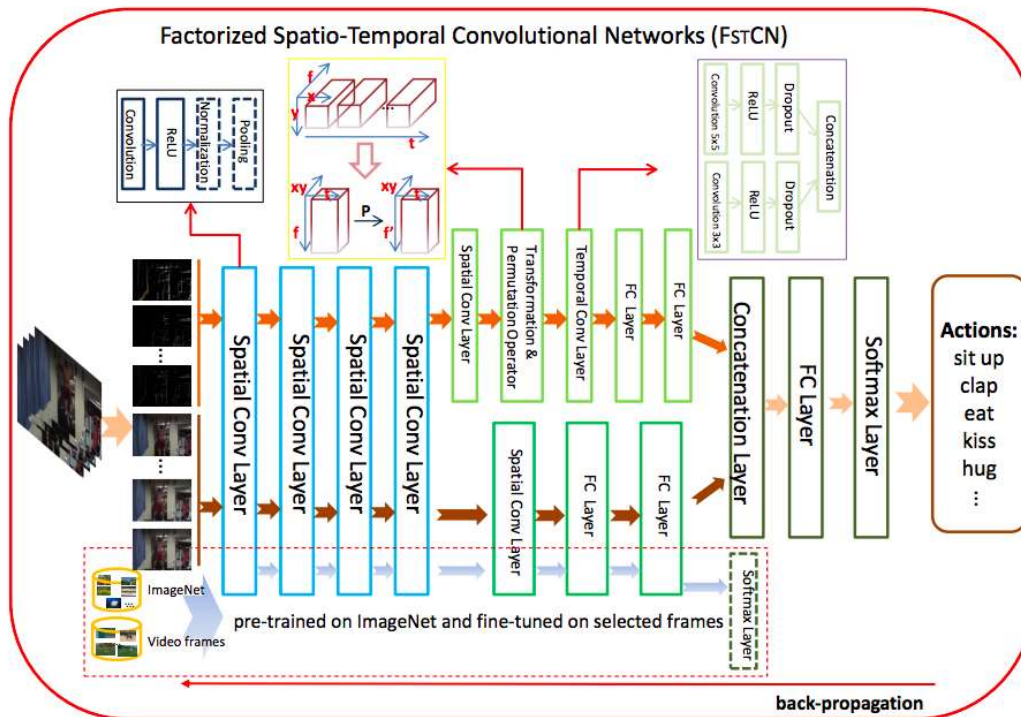 Factorized Spatio-Temporal Convolutional Networks (FSTCN)
Convolution
ReLU
Normalization
Pooling
f
x
y
...
t
xy
t
f
P
xy
t
f'
Convolution 5x5
ReLU
Dropout
Convolution 3x3
ReLU
Dropout
Concatenation
...
...
Spatial Conv Layer
Spatial Conv Layer
Spatial Conv Layer
Spatial Conv Layer
Spatial Conv Layer
Transformation &
Permutation Operator
Temporal Conv Layer
FC Layer
FC Layer
Spatial Conv Layer
FC Layer
FC Layer
Concatenation Layer
FC Layer
Softmax Layer
Actions:
sit up
clap
eat
kiss
hug
...
ImageNet
...
Video frames
pre-trained on ImageNet and fine-tuned on selected frames
Softmax Layer
back-propagation